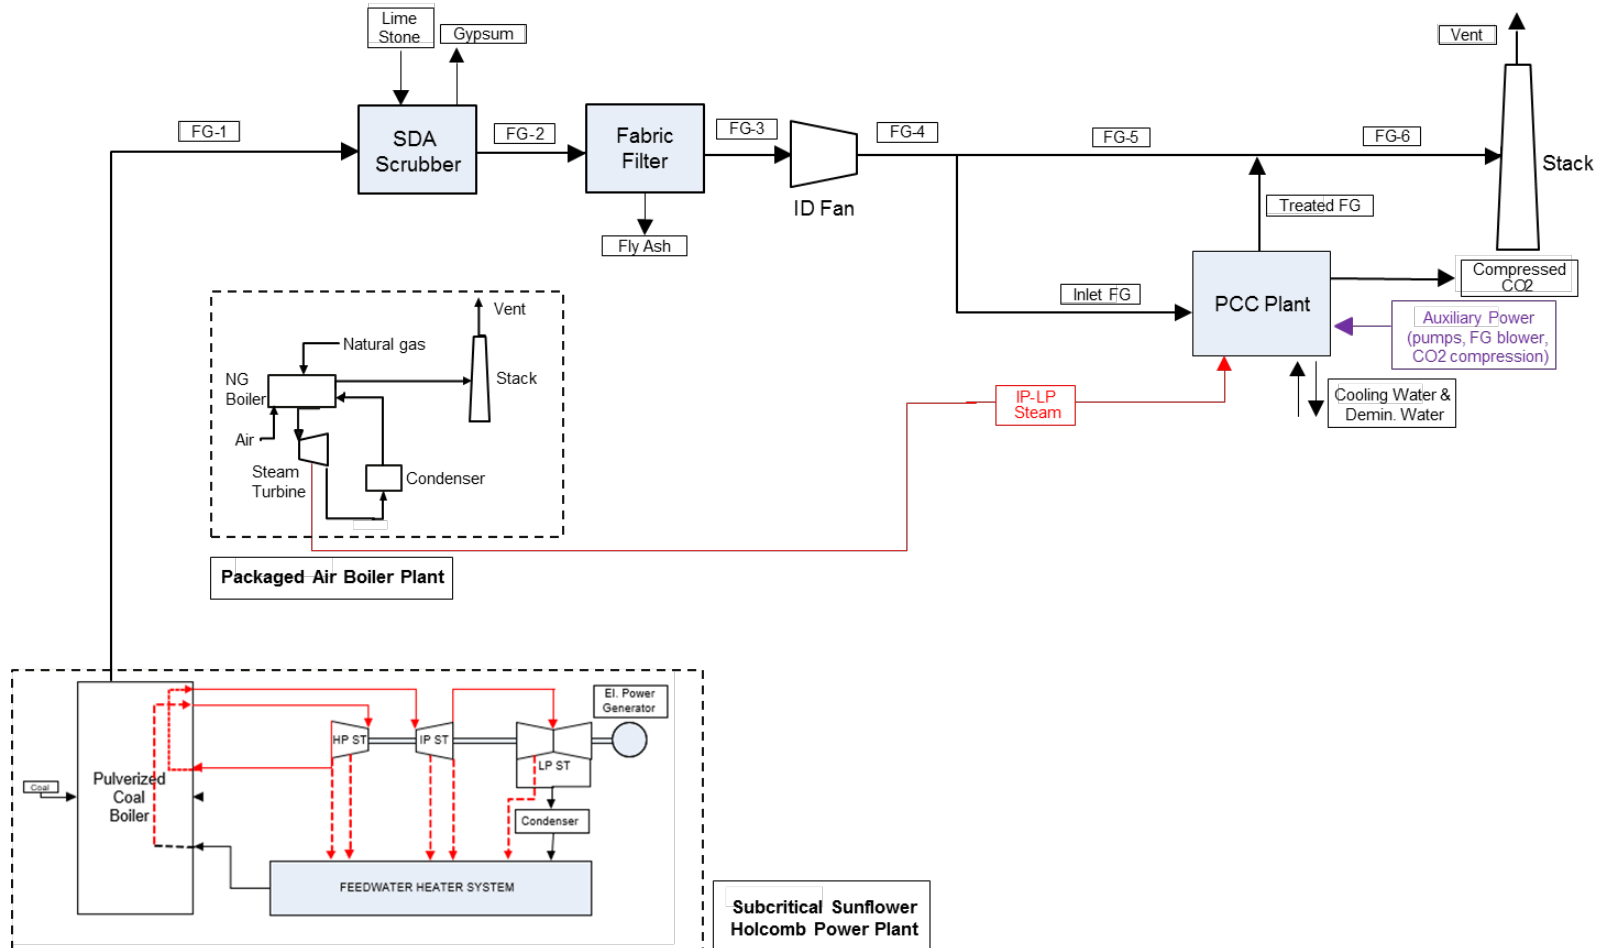 Lime
Stone
Gypsum
Vent
FG-1
SDA
Scrubber
FG-2
Fabric
Filter
FG-3
ID Fan
FG-4
FG-5
FG-6
Stack
Fly Ash
Treated FG
Inlet FG
PCC Plant
Compressed
CO2
Auxiliary Power
(pumps, FG blower,
CO2 compression)
IP-LP
Steam
Cooling Water &
Demin. Water
Vent
Natural gas
NG
Boiler
Stack
Air
Steam
Turbine
Condenser
Packaged Air Boiler Plant
El. Power
Generator
HP ST
IP ST
LP ST
Coal
Pulverized
Coal
Boiler
Condenser
FEEDWATER HEATER SYSTEM
Subcritical Sunflower
Holcomb Power Plant